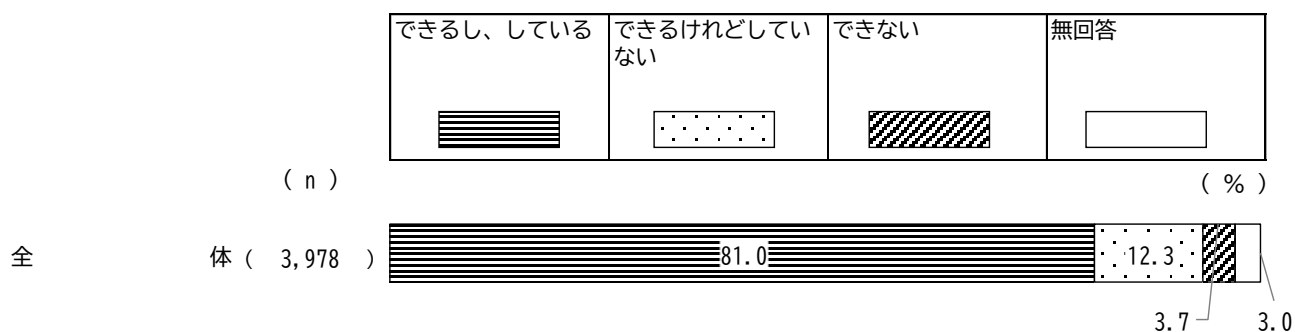 できるし、している
できるけれどしてい
ない
できない
無回答
( n )
( % )
全 体 ( 3,978 )
81.0
12.3
3.7
3.0